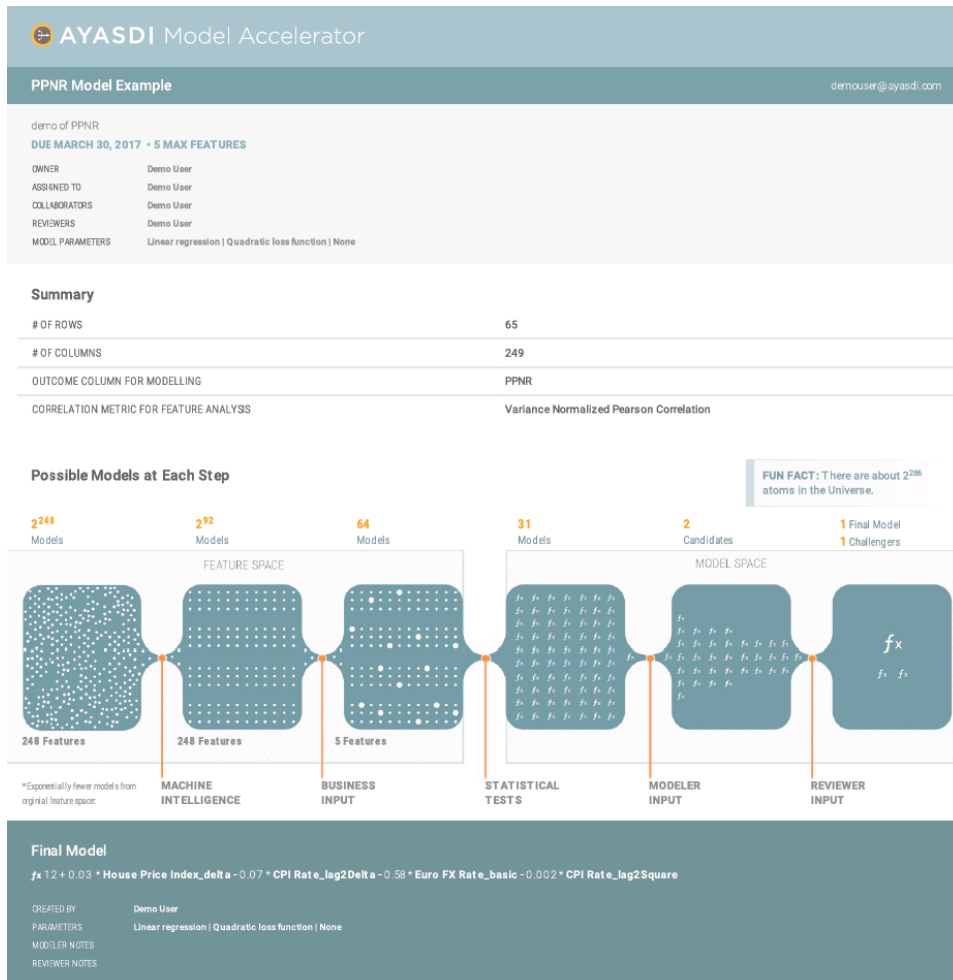 AYASDI Model Accelerator
PPNR Model Example
demouser@ayasdi.com
demo of PPNR
DUE MARCH 30, 2017 • 5 MAX FEATURES
OWNER Demo User
ASSIGNED TO Demo User
COLLABORATORS Demo User
REVIEWERS Demo User
MODEL PARAMETERS Linear regression | Quadratic loss function | None
Summary
# OF ROWS 65
# OF COLUMNS 249
OUTCOME COLUMN FOR MODELLING PPNR
CORRELATION METRIC FOR FEATURE ANALYSIS Variance Normalized Pearson Correlation
Possible Models at Each Step
FUN FACT: There are about 2²⁶⁶
atoms in the Universe.
2²⁴⁸ 2⁹² 64 31 2 1 Final Model
Models Models Models Models Candidates 1 Challengers
FEATURE SPACE MODEL SPACE
248 Features 248 Features 5 Features
*Exponentially fewer models from
orginial feature space.
MACHINE
INTELLIGENCE
BUSINESS
INPUT
STATISTICAL
TESTS
MODELER
INPUT
REVIEWER
INPUT
Final Model
ƒx 12 + 0.03 * House Price Index_delta - 0.07 * CPI Rate_lag2Delta - 0.58 * Euro FX Rate_basic - 0.002 * CPI Rate_lag2Square
CREATED BY Demo User
PARAMETERS Linear regression | Quadratic loss function | None
MODELER NOTES
REVIEWER NOTES